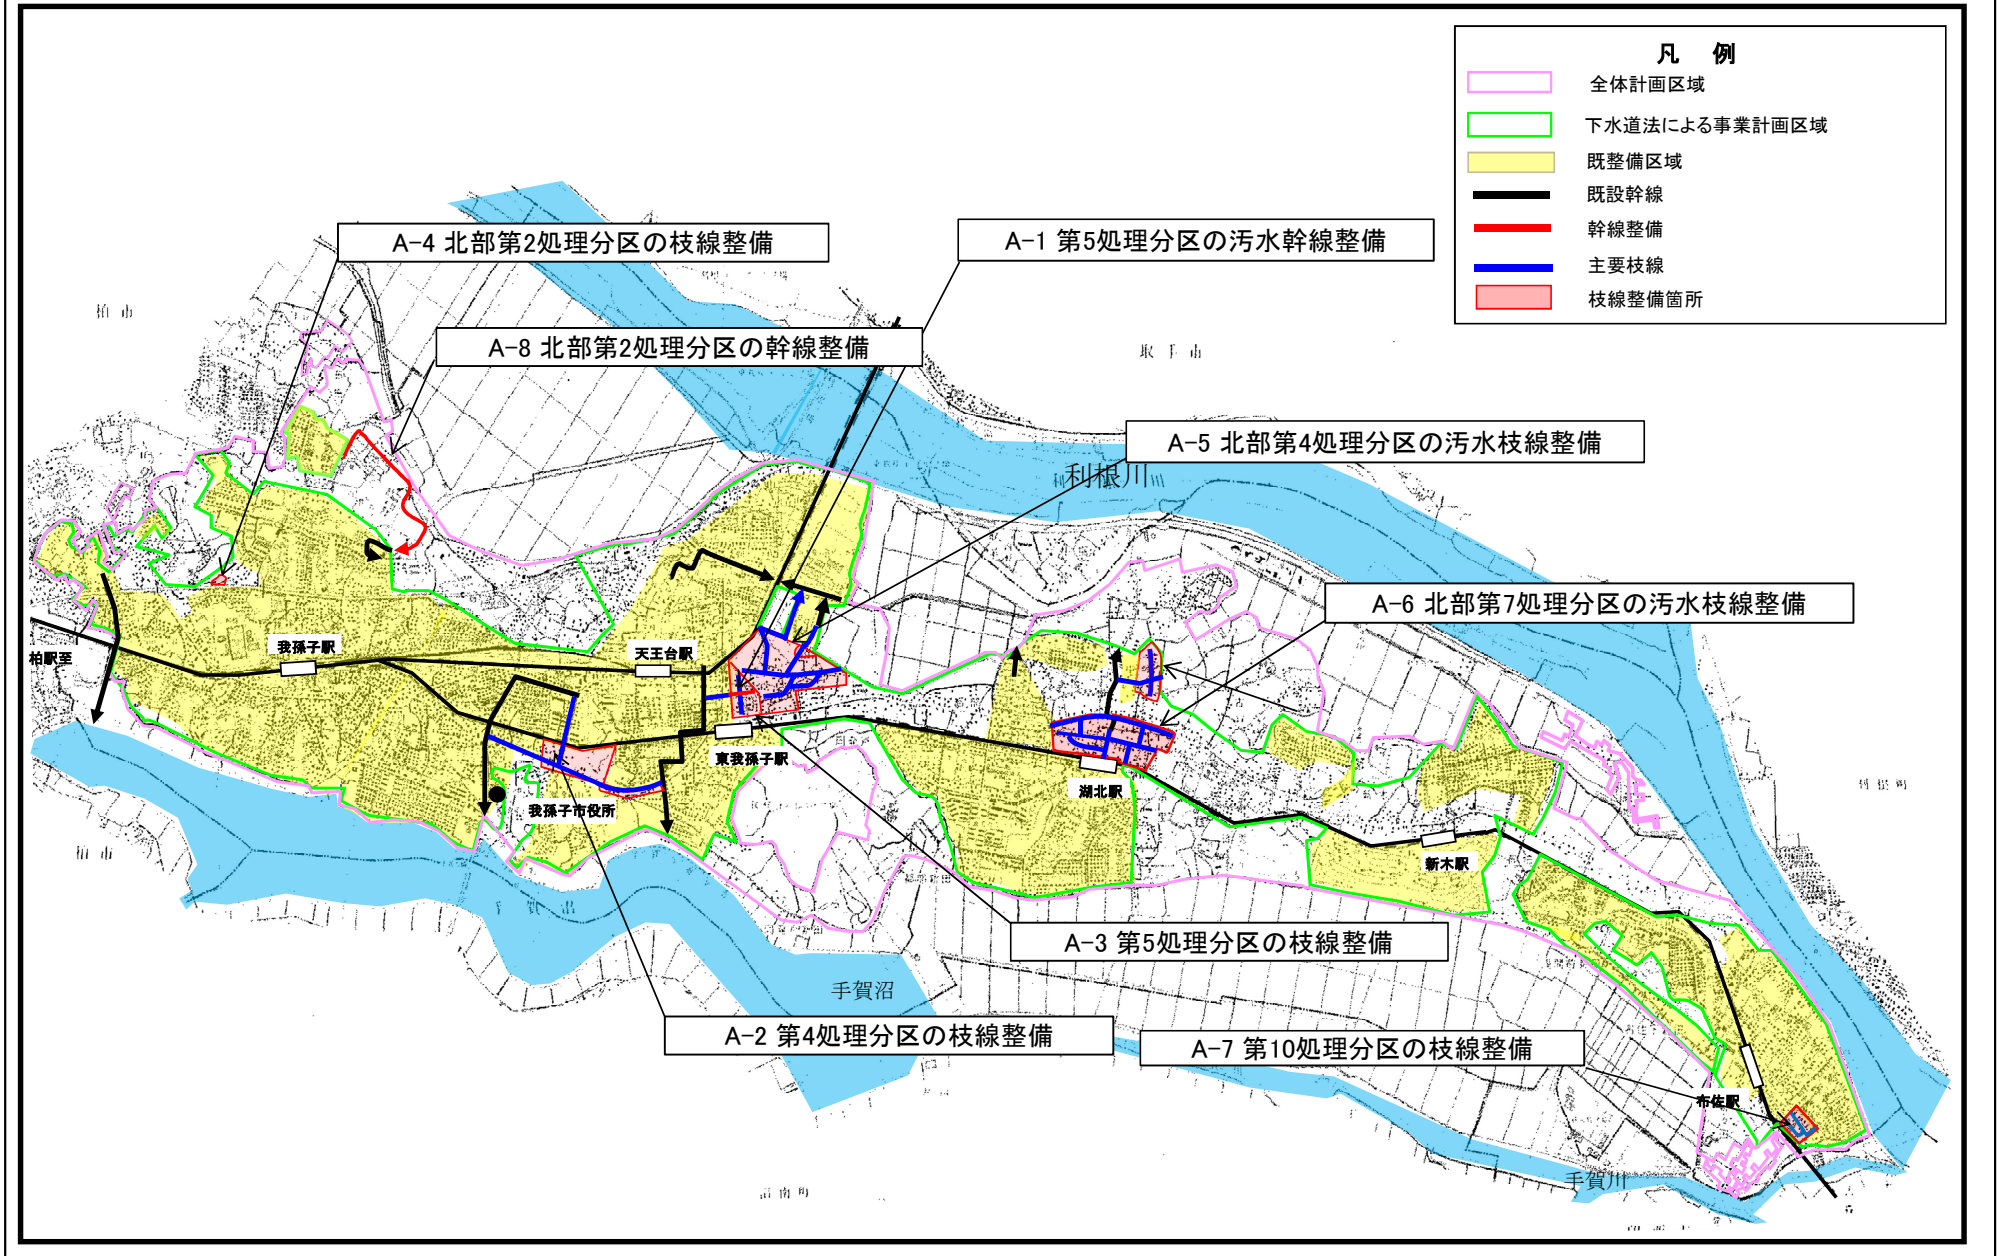 凡 例
全体計画区域
下水道法による事業計画区域
既整備区域
既設幹線
幹線整備
主要枝線
枝線整備箇所
A-4 北部第2処理分区の枝線整備
A-1 第5処理分区の汚水幹線整備
柏市
A-8 北部第2処理分区の幹線整備
取手市
A-5 北部第4処理分区の汚水枝線整備
利根川
A-6 北部第7処理分区の汚水枝線整備
我孫子駅
天王台駅
柏駅至
東我孫子駅
湖北駅
利根町
我孫子市役所
柏市
新木駅
手賀沼
A-3 第5処理分区の枝線整備
手賀沼
A-2 第4処理分区の枝線整備
A-7 第10処理分区の枝線整備
布佐駅
手賀川